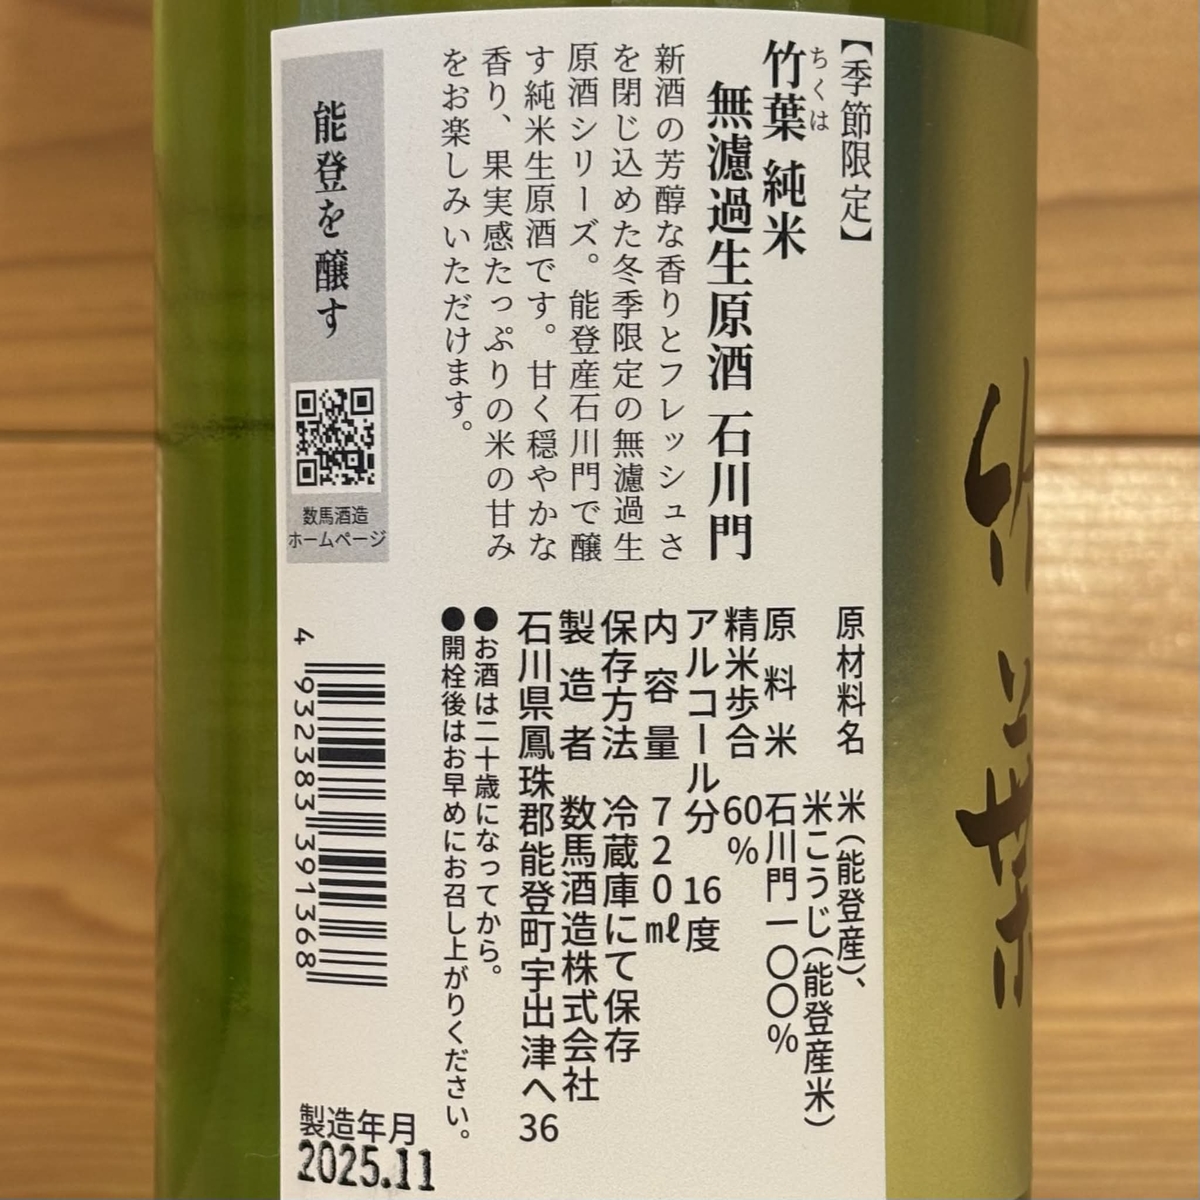 【季節限定】
ちくは
竹葉 純米
無濾過生原酒 石川門
新酒の芳醇な香りとフレッシュさ
を閉じ込めた冬季限定の無濾過生
原酒シリーズ。能登産石川門で醸
す純米生原酒です。甘く穏やかな
香り、果実感たっぷりの米の甘み
をお楽しみいただけます。
能登を醸す
数馬酒造
ホームページ
原材料名 米(能登産)、
米こうじ(能登産米)
原料米 石川門一〇〇%
精米歩合 60%
アルコール分 16度
内容量 720㎖
保存方法 冷蔵庫にて保存
製造者 数馬酒造株式会社
石川県鳳珠郡能登町宇出津ヘ36
●お酒は二十歳になってから。
●開栓後はお早めにお召し上がりください。
4 932383 391368
製造年月
2025.11
竹葉